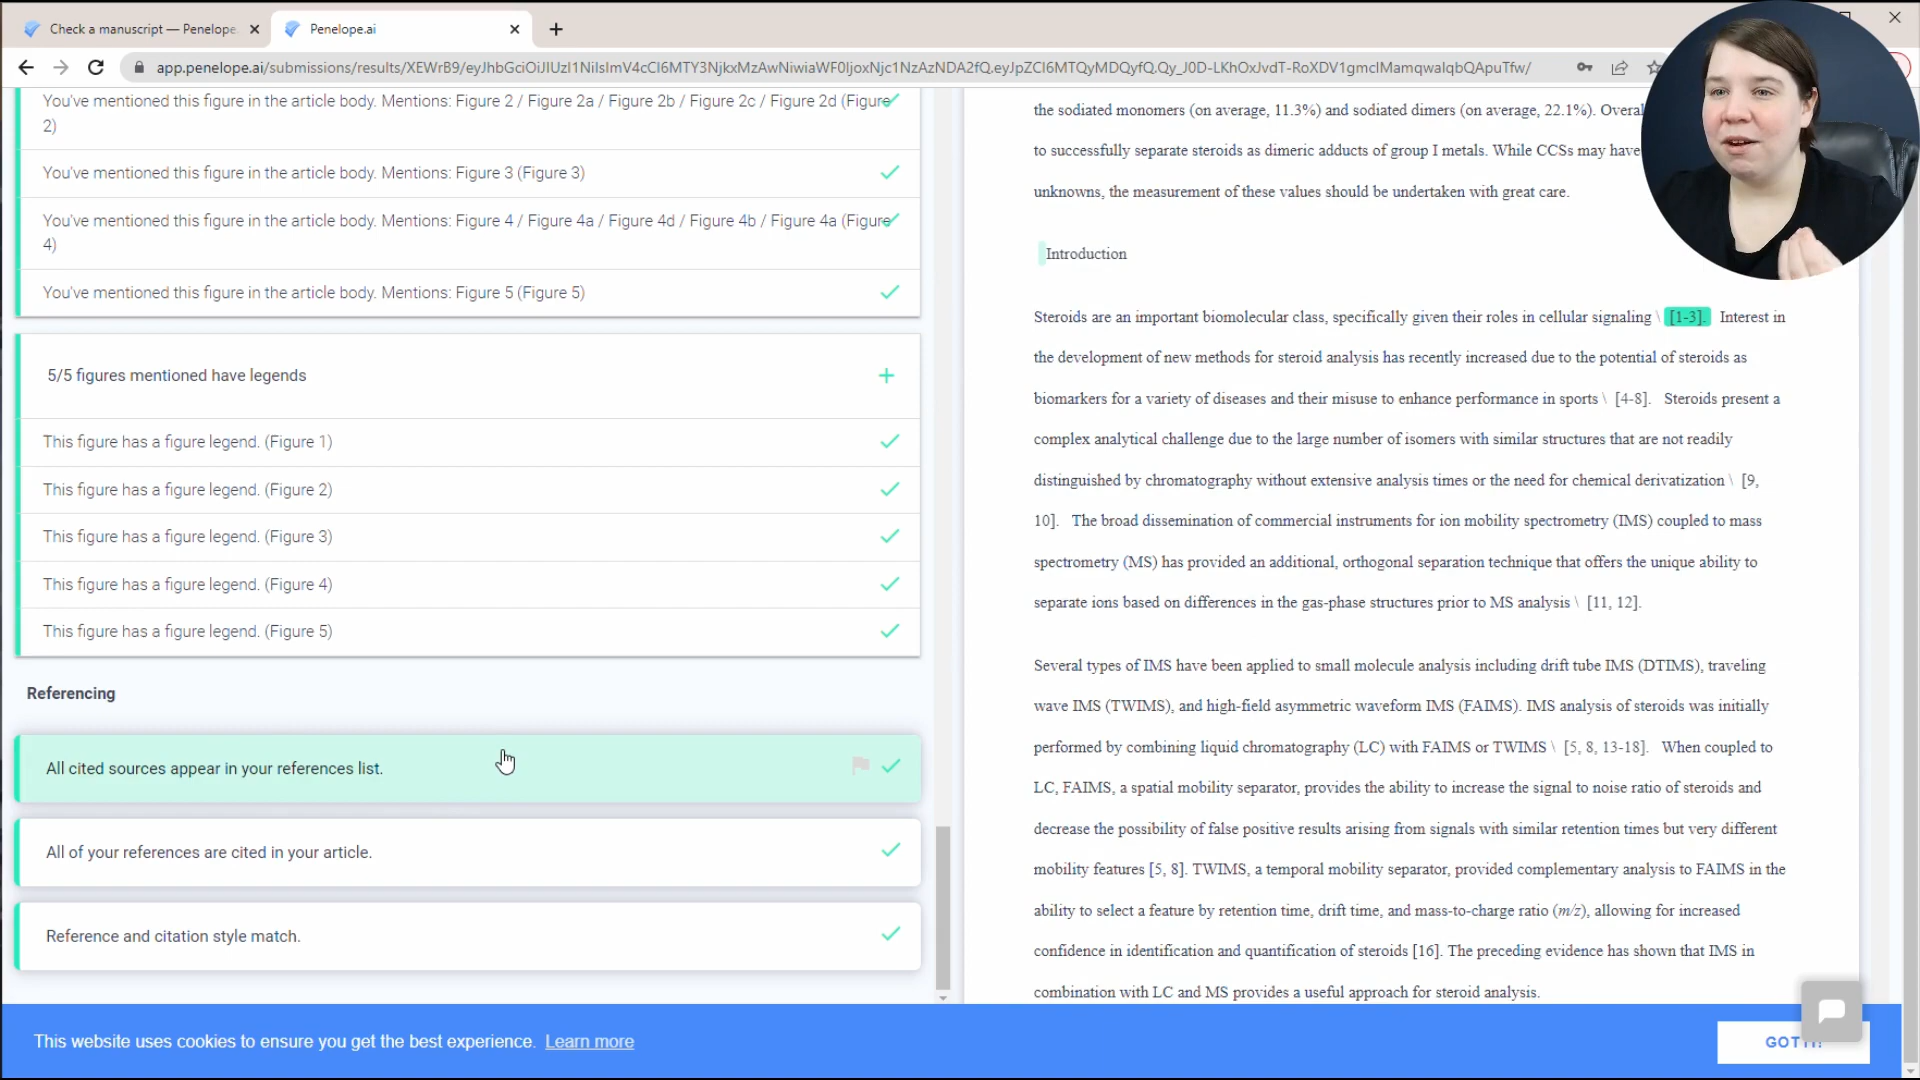 Check a manuscript — Penelope.
Penelope.ai
app.penelope.ai/submissions/results/XEWrB9/
You've mentioned this figure in the article body. Mentions: Figure 2 / Figure 2a / Figure 2b / Figure 2c / Figure 2d (Figure
2)
You've mentioned this figure in the article body. Mentions: Figure 3 (Figure 3)
You've mentioned this figure in the article body. Mentions: Figure 4 / Figure 4a / Figure 4d / Figure 4b / Figure 4a (Figure
4)
You've mentioned this figure in the article body. Mentions: Figure 5 (Figure 5)
5/5 figures mentioned have legends
This figure has a figure legend. (Figure 1)
This figure has a figure legend. (Figure 2)
This figure has a figure legend. (Figure 3)
This figure has a figure legend. (Figure 4)
This figure has a figure legend. (Figure 5)
Referencing
All cited sources appear in your references list.
All of your references are cited in your article.
Reference and citation style match.
the sodiated monomers (on average, 11.3%) and sodiated dimers (on average, 22.1%).
to successfully separate steroids as dimeric adducts of group I metals. While CCSs may have
unknowns, the measurement of these values should be undertaken with great care.
Introduction
Steroids are an important biomolecular class, specifically given their roles in cellular signaling \ [1-3]. Interest in
the development of new methods for steroid analysis has recently increased due to the potential of steroids as
biomarkers for a variety of diseases and their misuse to enhance performance in sports \ [4-8]. Steroids present a
complex analytical challenge due to the large number of isomers with similar structures that are not readily
distinguished by chromatography without extensive analysis times or the need for chemical derivatization \ [9,
10]. The broad dissemination of commercial instruments for ion mobility spectrometry (IMS) coupled to mass
spectrometry (MS) has provided an additional, orthogonal separation technique that offers the unique ability to
separate ions based on differences in the gas-phase structures prior to MS analysis \ [11, 12].
Several types of IMS have been applied to small molecule analysis including drift tube IMS (DTIMS), traveling
wave IMS (TWIMS), and high-field asymmetric waveform IMS (FAIMS). IMS analysis of steroids was initially
performed by combining liquid chromatography (LC) with FAIMS or TWIMS \ [5, 8, 13-18]. When coupled to
LC, FAIMS, a spatial mobility separator, provides the ability to increase the signal to noise ratio of steroids and
decrease the possibility of false positive results arising from signals with similar retention times but very different
mobility features [5, 8]. TWIMS, a temporal mobility separator, provided complementary analysis to FAIMS in the
ability to select a feature by retention time, drift time, and mass-to-charge ratio (m/z), allowing for increased
confidence in identification and quantification of steroids [16]. The preceding evidence has shown that IMS in
combination with LC and MS provides a useful approach for steroid analysis.
This website uses cookies to ensure you get the best experience. Learn more
GOT IT!